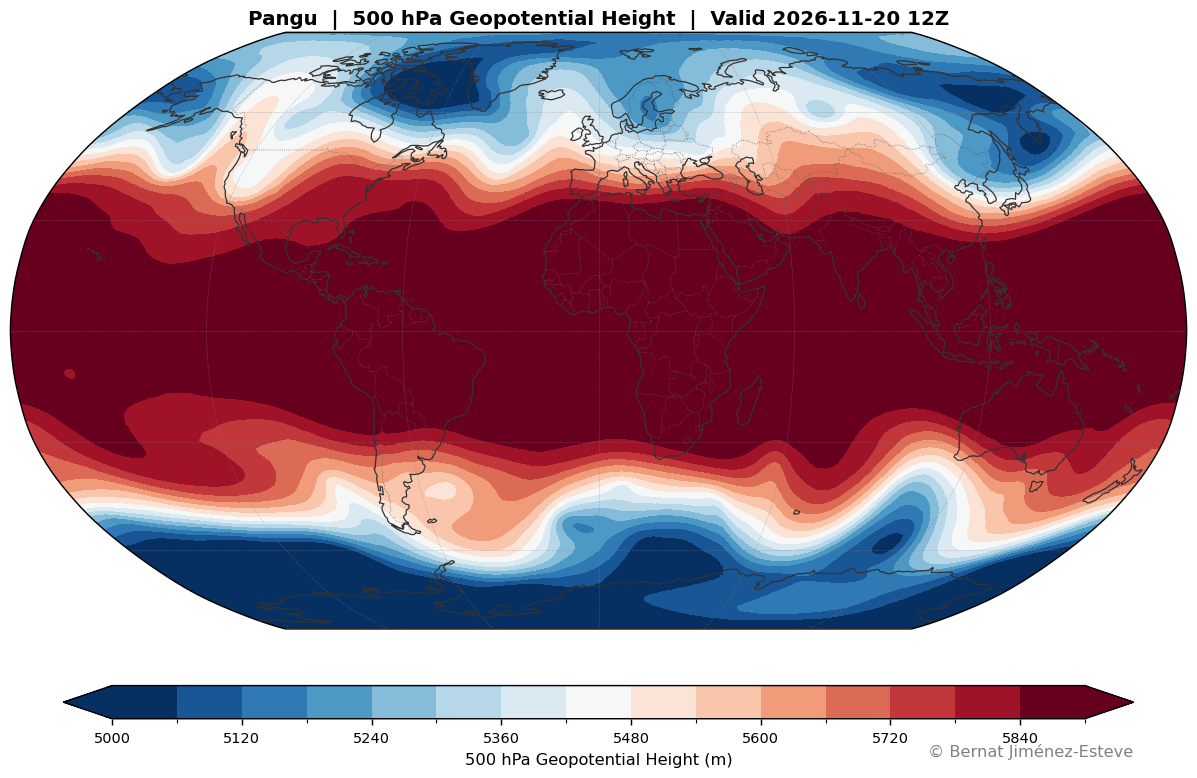 Pangu | 500 hPa Geopotential Height | Valid 2026-11-20 12Z
5000 5120 5240 5360 5480 5600 5720 5840
500 hPa Geopotential Height (m)
© Bernat Jiménez-Esteve